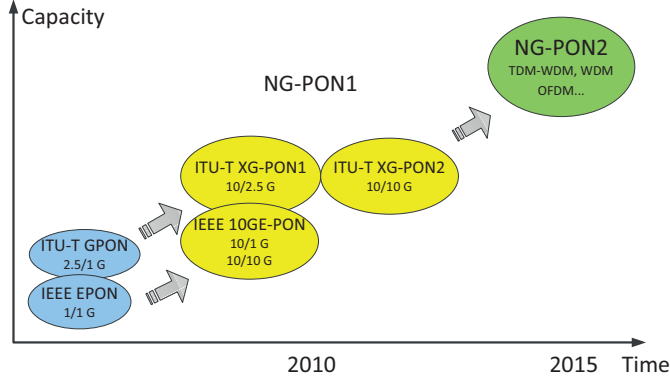 Capacity
NG-PON2
TDM-WDM, WDM
OFDM...
NG-PON1
ITU-T XG-PON1
10/2.5 G
ITU-T XG-PON2
10/10 G
IEEE 10GE-PON
10/1 G
10/10 G
ITU-T GPON
2.5/1 G
IEEE EPON
1/1 G
2010
2015
Time